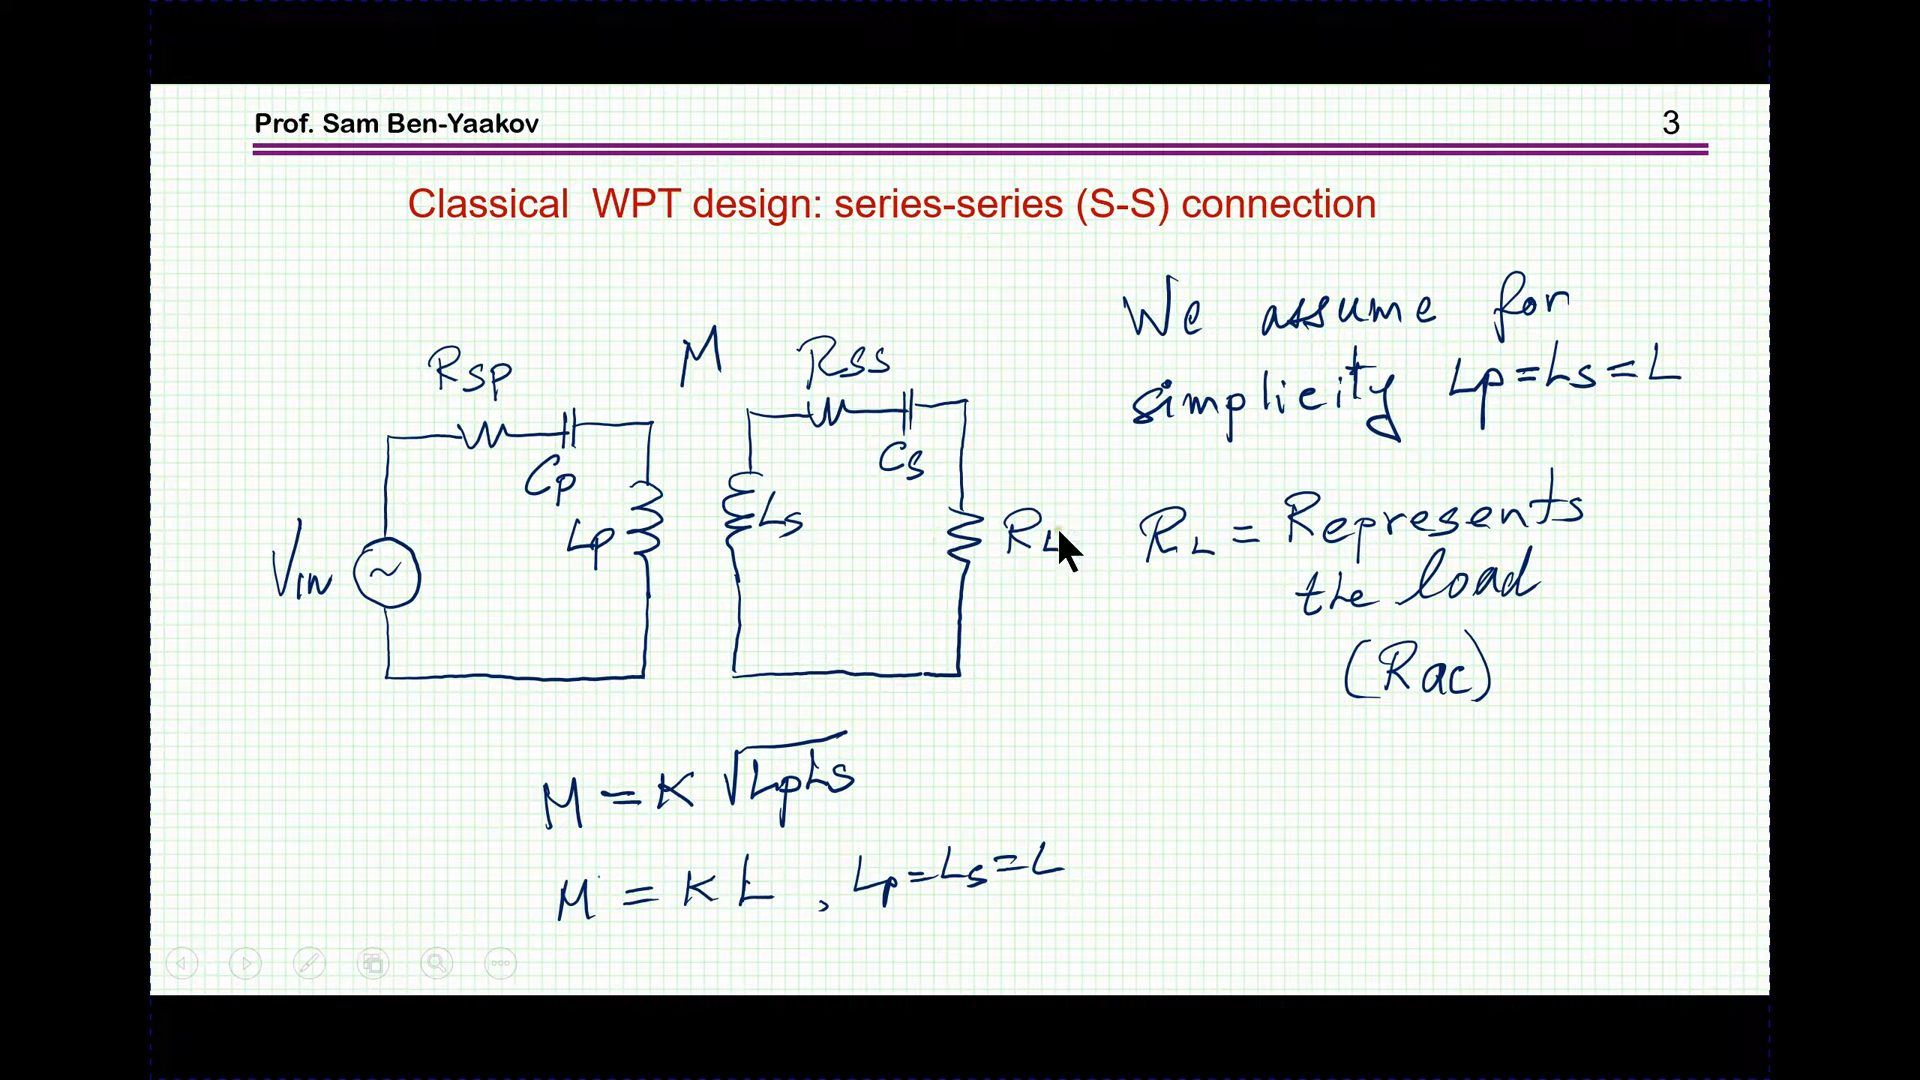 Prof. Sam Ben-Yaakov
3
Classical WPT design: series-series (S-S) connection
We assume for
simplicity Lp=Ls=L
Rsp
M
Rss
Cp
Cs
Lp
Ls
RL
VIN
RL = Represents
the load
(Rac)
M = K √LpLs
M = K L , Lp=Ls=L